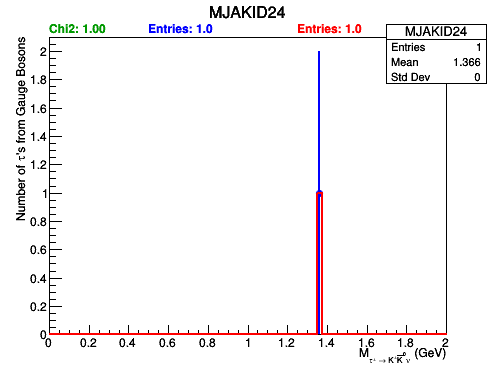 MJAKID24
Chi2: 1.00 Entries: 1.0 Entries: 1.0
MJAKID24
Entries 1
Mean 1.366
Std Dev 0
Number of τ's from Gauge Bosons
2
1.8
1.6
1.4
1.2
1
0.8
0.6
0.4
0.2
0
0 0.2 0.4 0.6 0.8 1 1.2 1.4 1.6 1.8 2
M τ⁺ → K⁺K̅⁰ν (GeV)